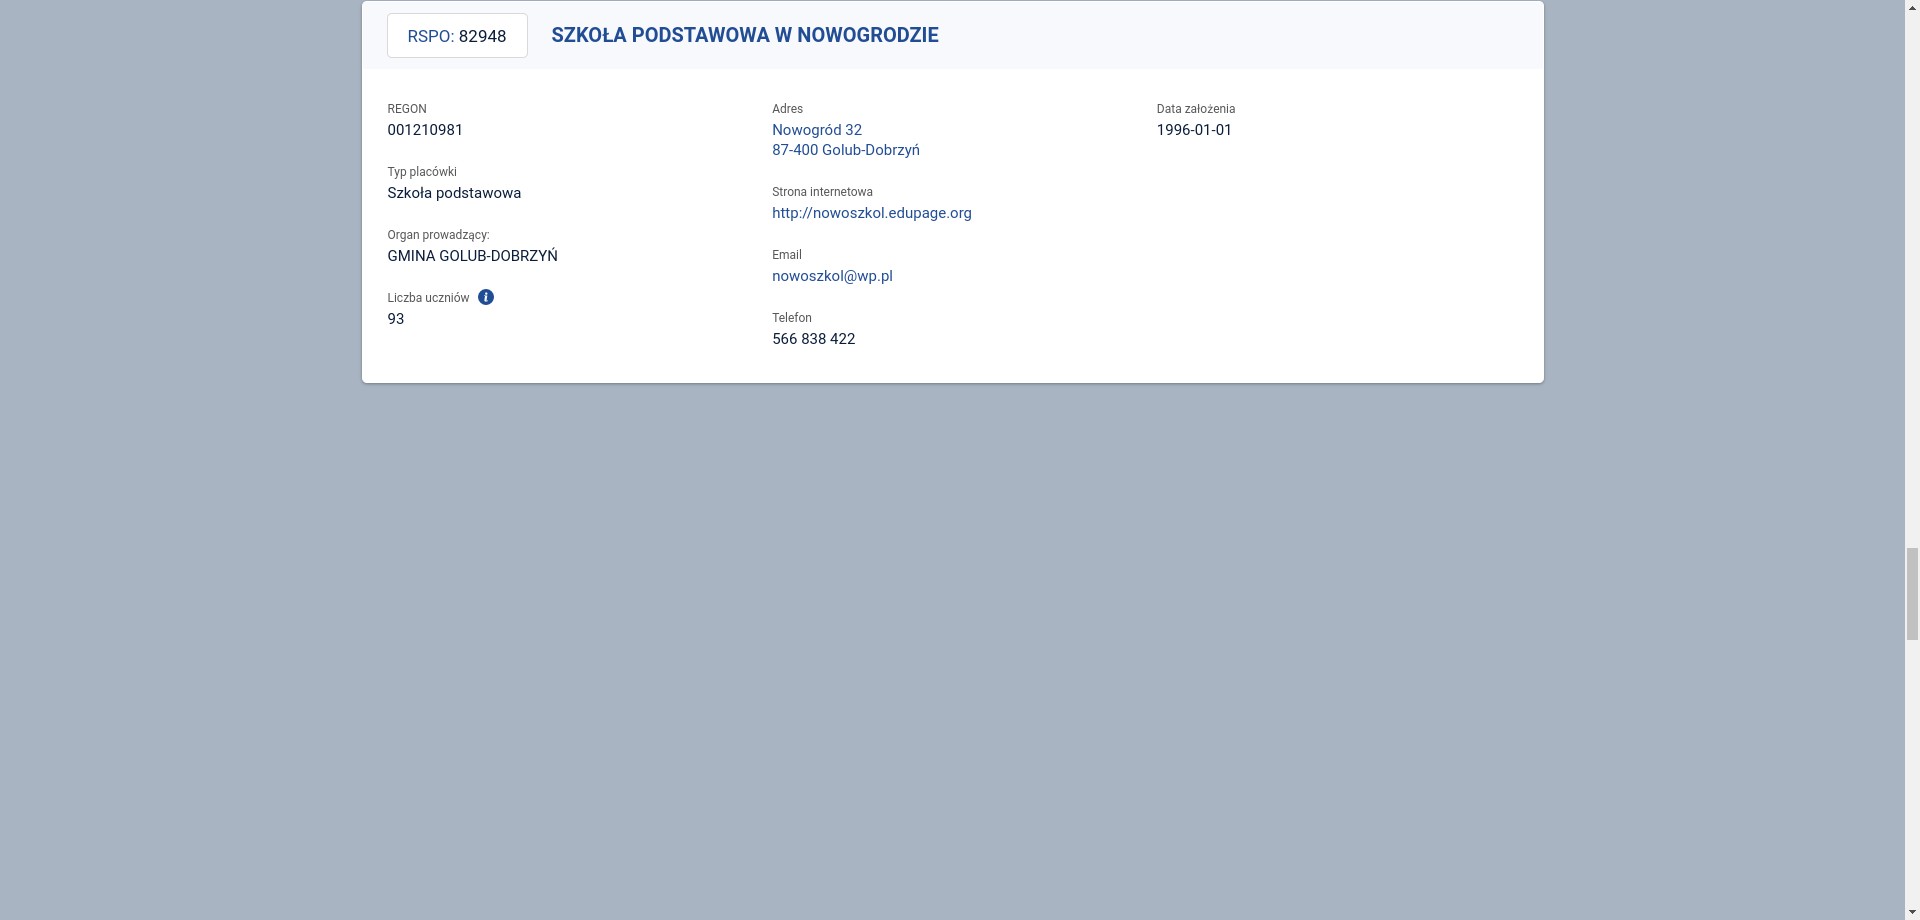 RSPO: 82948
SZKOŁA PODSTAWOWA W NOWOGRODZIE
REGON
001210981
Typ placówki
Szkoła podstawowa
Organ prowadzący:
GMINA GOLUB-DOBRZYŃ
Liczba uczniów i
93
Adres
Nowogród 32
87-400 Golub-Dobrzyń
Strona internetowa
http://nowoszkol.edupage.org
Email
nowoszkol@wp.pl
Telefon
566 838 422
Data założenia
1996-01-01